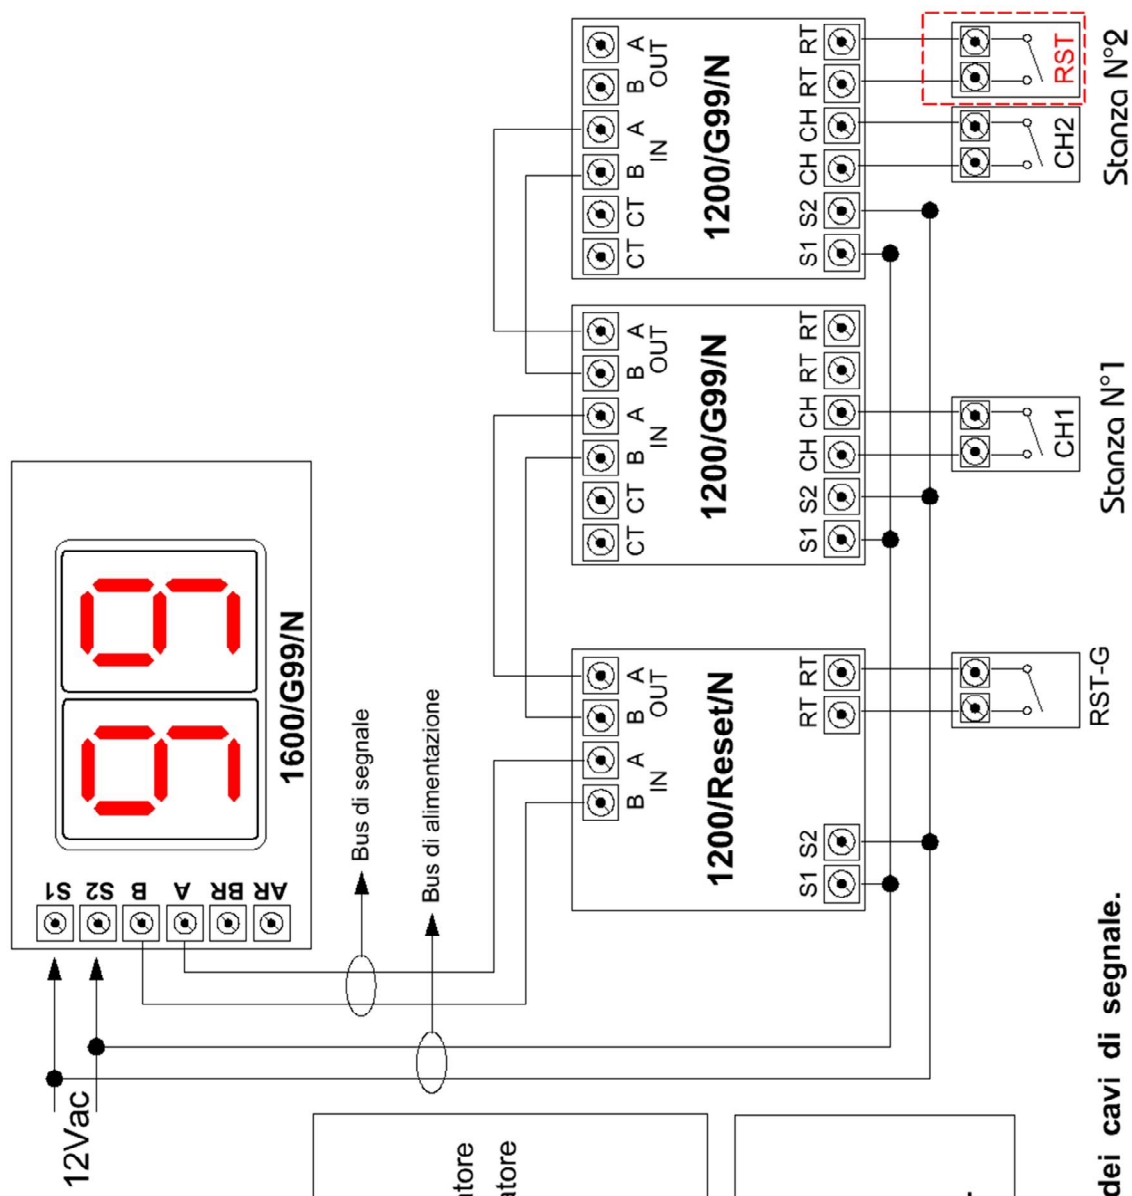 12Vac
S1
S2
B
A
BR
AR
99
1600/G99/N
Bus di segnale
Bus di alimentazione
B A B A
IN OUT
1200/Reset/N
S1 S2 RT RT
RST-G
CT CT B A B A
IN OUT
1200/G99/N
S1 S2 CH CH RT RT
CH1
Stanza N°1
CT CT B A B A
IN OUT
1200/G99/N
S1 S2 CH CH RT RT
CH2
RST
Stanza N°2
dei cavi di segnale.